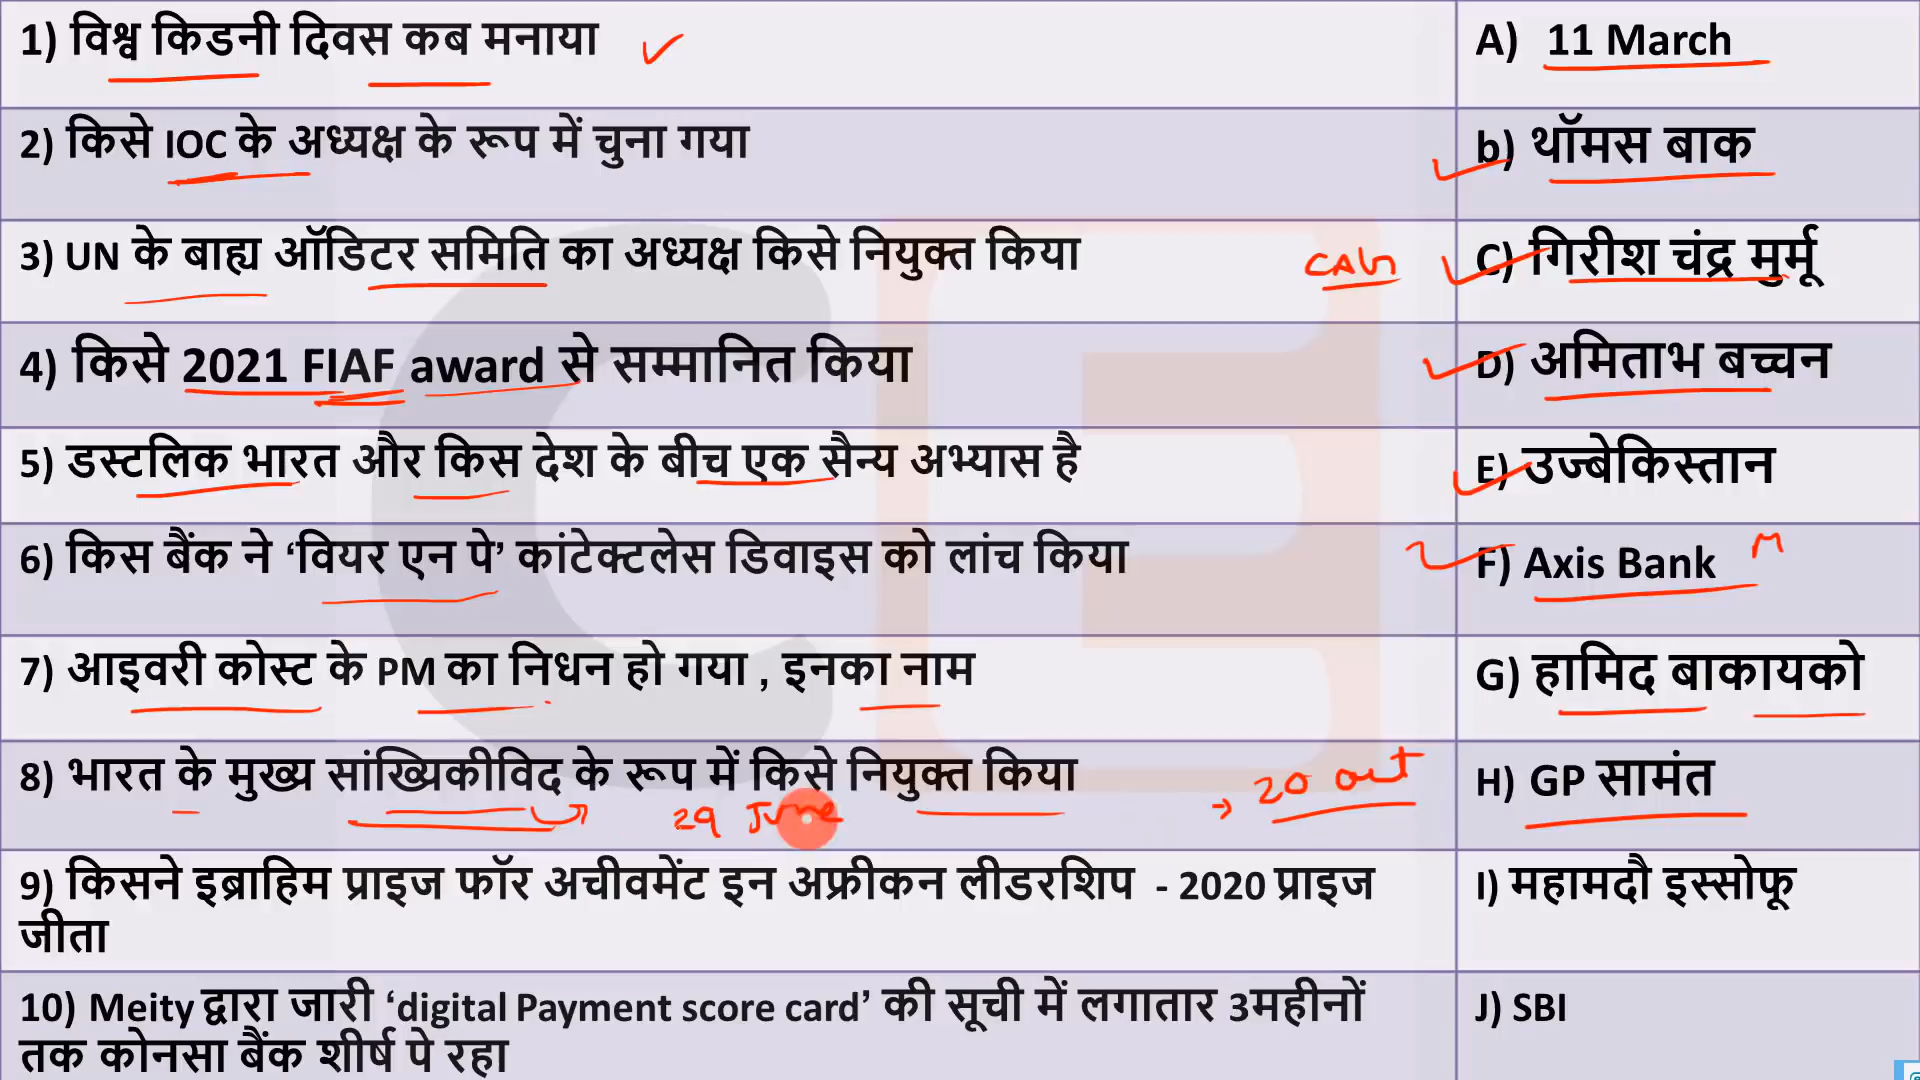 1) विश्व किडनी दिवस कब मनाया
A) 11 March
2) किसे IOC के अध्यक्ष के रूप में चुना गया
b) थॉमस बाक
3) UN के बाह्य ऑडिटर समिति का अध्यक्ष किसे नियुक्त किया
CAG
C) गिरीश चंद्र मुर्मू
4) किसे 2021 FIAF award से सम्मानित किया
D) अमिताभ बच्चन
5) डस्टलिक भारत और किस देश के बीच एक सैन्य अभ्यास है
E) उज्बेकिस्तान
6) किस बैंक ने ‘वियर एन पे’ कांटेक्टलेस डिवाइस को लांच किया
F) Axis Bank
7) आइवरी कोस्ट के PM का निधन हो गया , इनका नाम
G) हामिद बाकायको
8) भारत के मुख्य सांख्यिकीविद के रूप में किसे नियुक्त किया
29 June
20 oct
H) GP सामंत
9) किसने इब्राहिम प्राइज फॉर अचीवमेंट इन अफ्रीकन लीडरशिप - 2020 प्राइज
जीता
I) महामदौ इस्सोफू
10) Meity द्वारा जारी ‘digital Payment score card’ की सूची में लगातार 3महीनों
तक कोनसा बैंक शीर्ष पे रहा
J) SBI